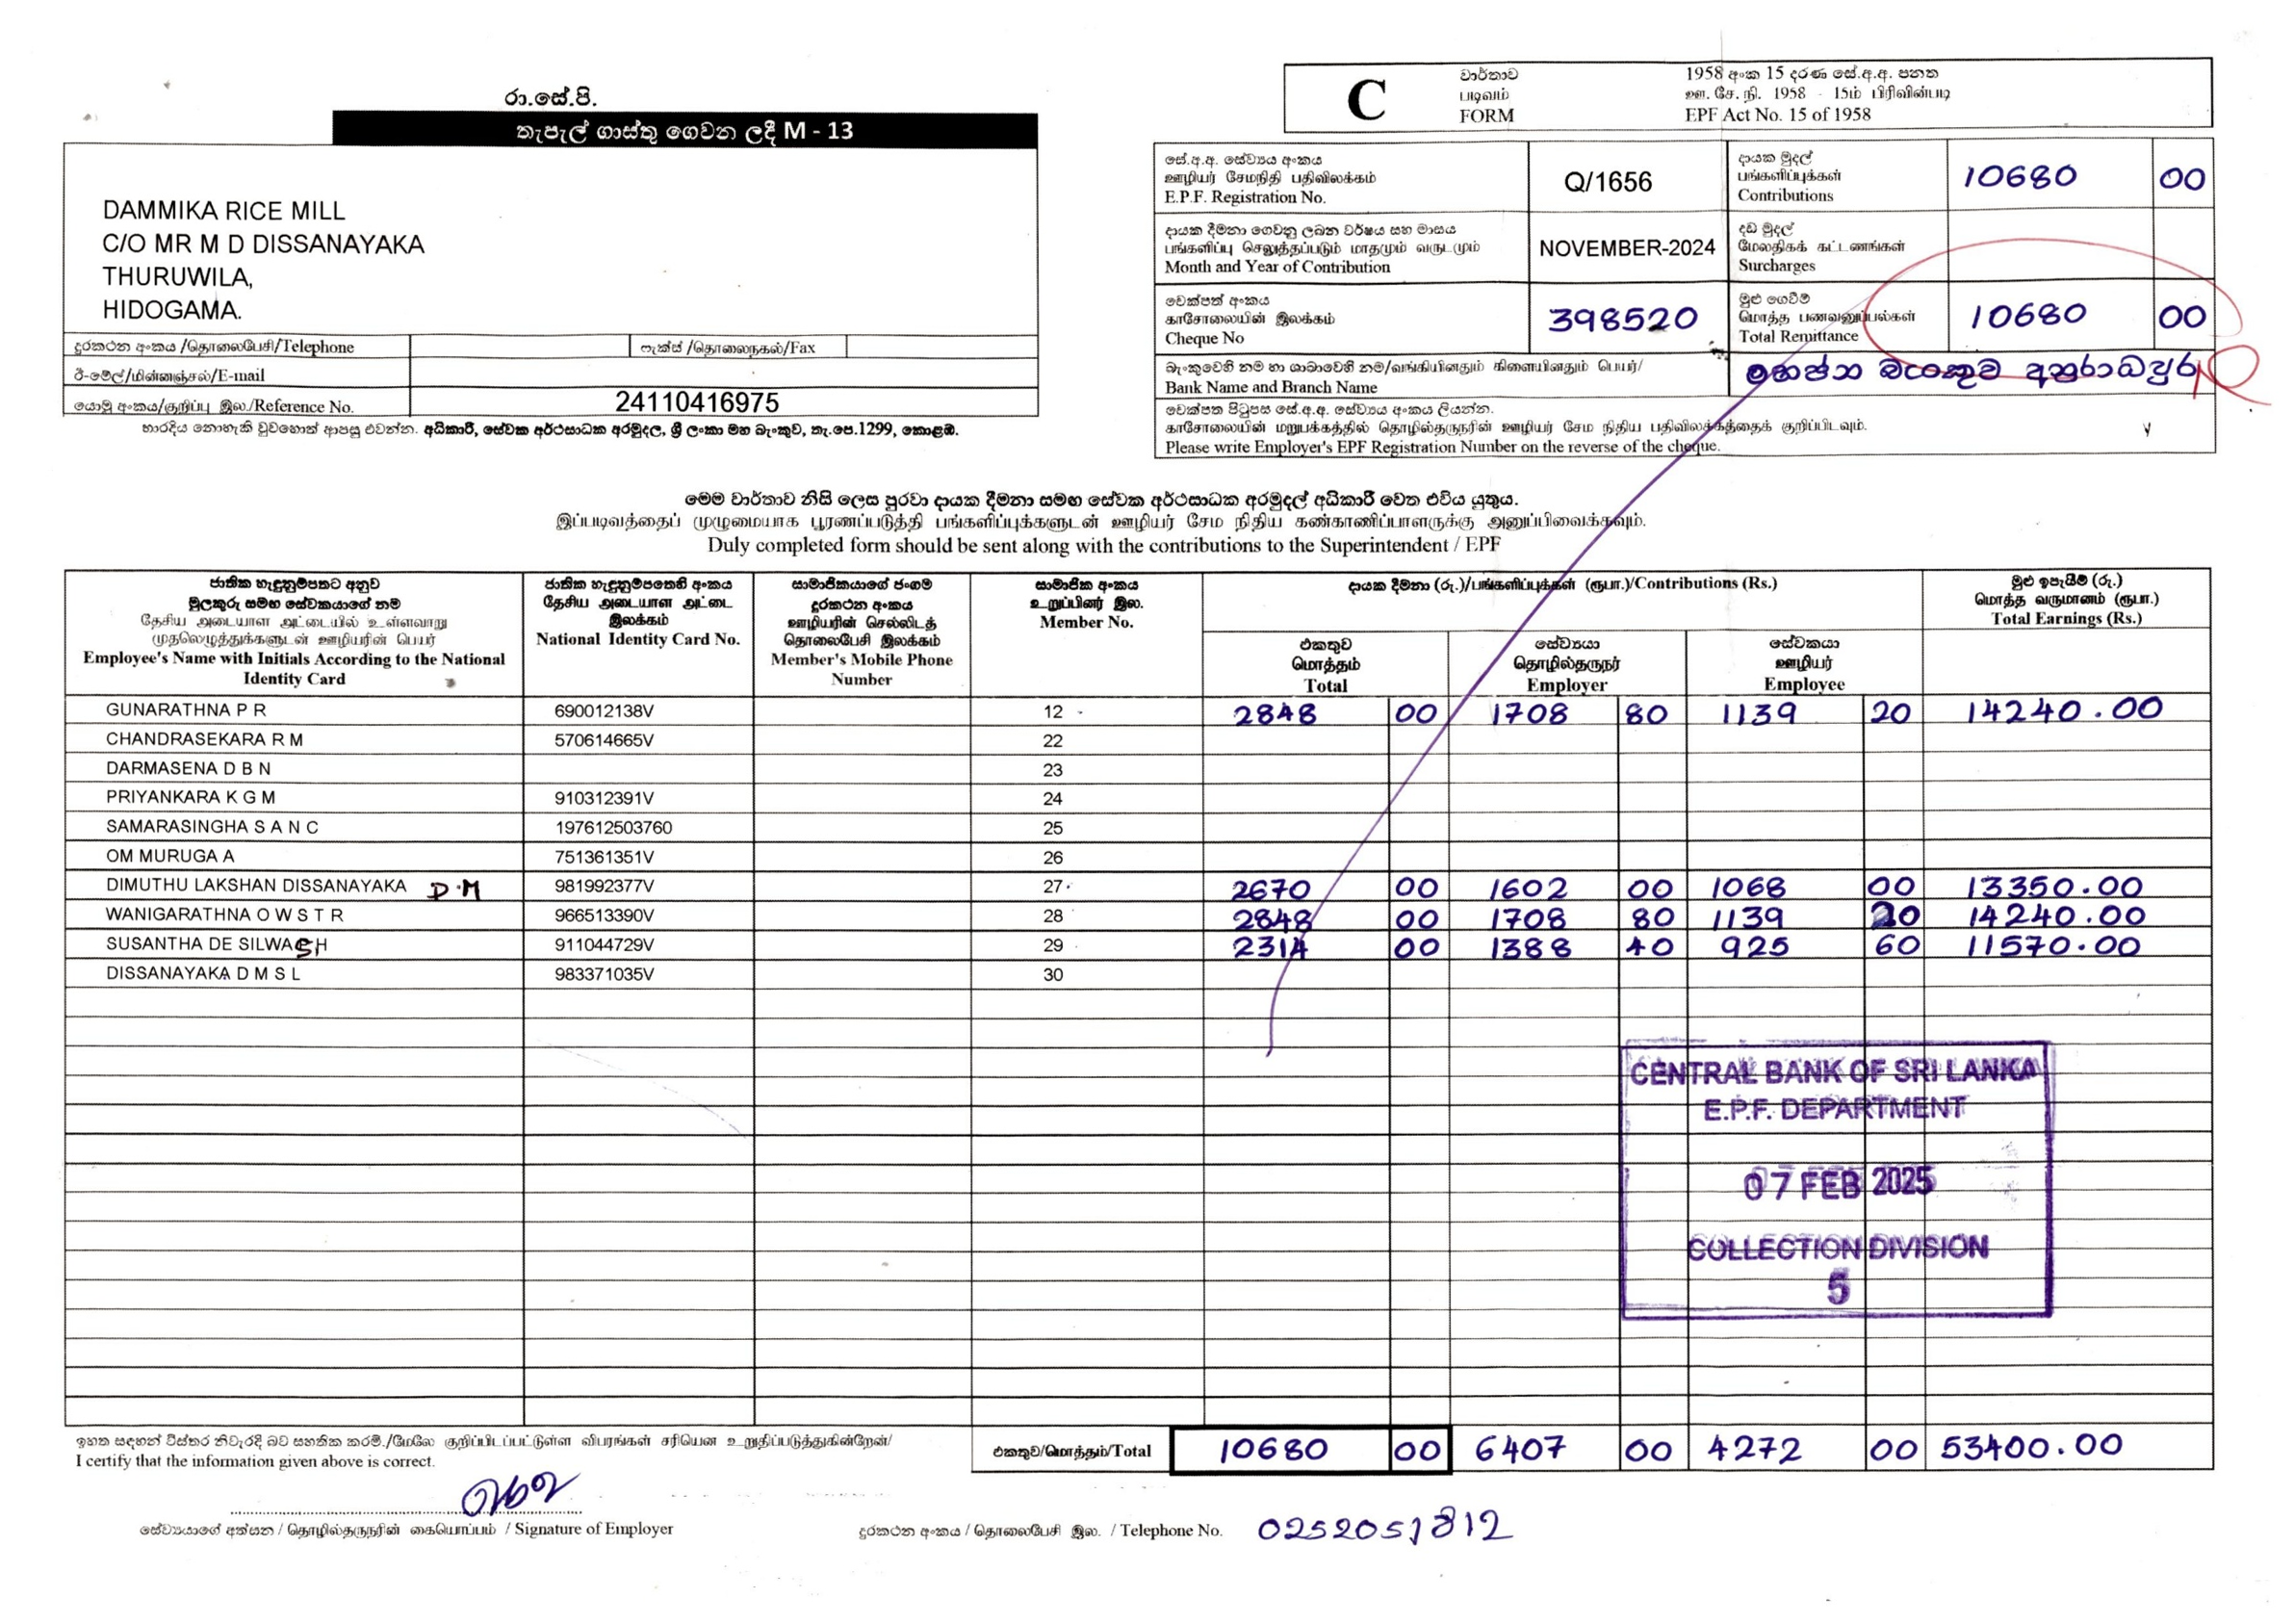 රා.සේ.පි.
තැපැල් ගාස්තු ගෙවන ලදී M - 13
DAMMIKA RICE MILL
C/O MR M D DISSANAYAKA
THURUWILA,
HIDOGAMA.
දුරකථන අංකය /தொலைபேசி/Telephone
ෆැක්ස් /தொலைநகல்/Fax
ඊ-මේල්/மின்னஞ்சல்/E-mail
යොමු අංකය/குறிப்பு இல./Reference No. 24110416975
භාරදිය නොහැකි වුවහොත් ආපසු එවන්න. අධිකාරී, සේවක අර්ථසාධක අරමුදල, ශ්‍රී ලංකා මහ බැංකුව, තැ.පෙ.1299, කොළඹ.
C
වාර්තාව
படிவம்
FORM
1958 අංක 15 දරණ සේ.අ.අ. පනත
ஊ. சே. நி. 1958 - 15ம் பிரிவின்படி
EPF Act No. 15 of 1958
සේ.අ.අ. සේව්‍යය අංකය
ஊழியர் சேமநிதி பதிவிலக்கம்
E.P.F. Registration No.
Q/1656
දායක මුදල්
பங்களிப்புக்கள்
Contributions
10680 00
දායක දීමනා ගෙවනු ලබන වර්ෂය සහ මාසය
பங்களிப்பு செலுத்தப்படும் மாதமும் வருடமும்
Month and Year of Contribution
NOVEMBER-2024
දඩ මුදල්
மேலதிகக் கட்டணங்கள்
Surcharges
චෙක්පත් අංකය
காசோலையின் இலக்கம்
Cheque No
398520
මුළු ගෙවීම්
மொத்த பணவனுப்பல்கள்
Total Remittance
10680 00
බැංකුවෙහි නම හා ශාඛාවෙහි නම/வங்கியினதும் கிளையினதும் பெயர்/
Bank Name and Branch Name
බැංකුව අනුරාධපුර
චෙක්පත පිටුපස සේ.අ.අ. සේව්‍යය අංකය ලියන්න.
காசோலையின் மறுபக்கத்தில் தொழில்தருநரின் ஊழியர் சேம நிதிய பதிவிலக்கத்தைக் குறிப்பிடவும்.
Please write Employer's EPF Registration Number on the reverse of the cheque.
මෙම වාර්තාව නිසි ලෙස පුරවා දායක දීමනා සමඟ සේවක අර්ථසාධක අරමුදල් අධිකාරී වෙත එවිය යුතුය.
இப்படிவத்தைப் முழுமையாக பூரணப்படுத்தி பங்களிப்புக்களுடன் ஊழியர் சேம நிதிய கண்காணிப்பாளருக்கு அனுப்பிவைக்கவும்.
Duly completed form should be sent along with the contributions to the Superintendent / EPF
ජාතික හැඳුනුම්පතට අනුව
මුලකුරු සමඟ සේවකයාගේ නම
தேசிய அடையாள அட்டையில் உள்ளவாறு
முதலெழுத்துக்களுடன் ஊழியரின் பெயர்
Employee's Name with Initials According to the National
Identity Card
ජාතික හැඳුනුම්පතෙහි අංකය
தேசிய அடையாள அட்டை
இலக்கம்
National Identity Card No.
සාමාජිකයාගේ ජංගම
දුරකථන අංකය
ஊழியரின் செல்லிடத்
தொலைபேசி இலக்கம்
Member's Mobile Phone
Number
සාමාජික අංකය
உறுப்பினர் இல.
Member No.
දායක දීමනා (රු.)/பங்களிப்புக்கள் (ரூபா.)/Contributions (Rs.)
එකතුව
மொத்தம்
Total
සේව්‍යයා
தொழில்தருநர்
Employer
සේවකයා
ஊழியர்
Employee
මුළු ඉපැයීම් (රු.)
மொத்த வருமானம் (ரூபா.)
Total Earnings (Rs.)
GUNARATHNA P R 690012138V 12 2848 00 1708 80 1139 20 14240.00
CHANDRASEKARA R M 570614665V 22
DARMASENA D B N 23
PRIYANKARA K G M 910312391V 24
SAMARASINGHA S A N C 197612503760 25
OM MURUGA A 751361351V 26
DIMUTHU LAKSHAN DISSANAYAKA D.M 981992377V 27 2670 00 1602 00 1068 00 13350.00
WANIGARATHNA O W S T R 966513390V 28 2848 00 1708 80 1139 20 14240.00
SUSANTHA DE SILWA SH 911044729V 29 2314 00 1388 40 925 60 11570.00
DISSANAYAKA D M S L 983371035V 30
CENTRAL BANK OF SRI LANKA
E.P.F. DEPARTMENT
07 FEB 2025
COLLECTION DIVISION
5
ඉහත සඳහන් විස්තර නිවැරදි බව සහතික කරමි./மேலே குறிப்பிடப்பட்டுள்ள விபரங்கள் சரியென உறுதிப்படுத்துகின்றேன்/
I certify that the information given above is correct.
එකතුව/மொத்தம்/Total 10680 00 6407 00 4272 00 53400.00
සේව්‍යයාගේ අත්සන / தொழில்தருநரின் கையொப்பம் / Signature of Employer
දුරකථන අංකය / தொலைபேசி இல. / Telephone No. 0252051812